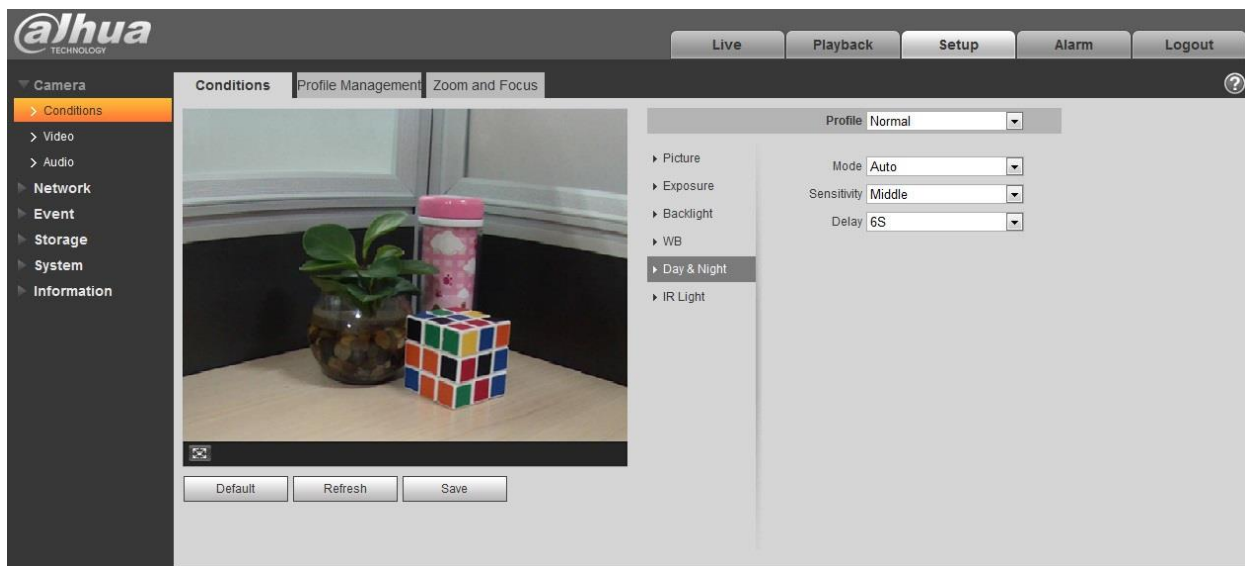 alhua
TECHNOLOGY
Live
Playback
Setup
Alarm
Logout
Camera
Conditions
Video
Audio
Network
Event
Storage
System
Information
Conditions
Profile Management
Zoom and Focus
?
Profile Normal
Picture
Exposure
Backlight
WB
Day & Night
IR Light
Mode Auto
Sensitivity Middle
Delay 6S
Default
Refresh
Save